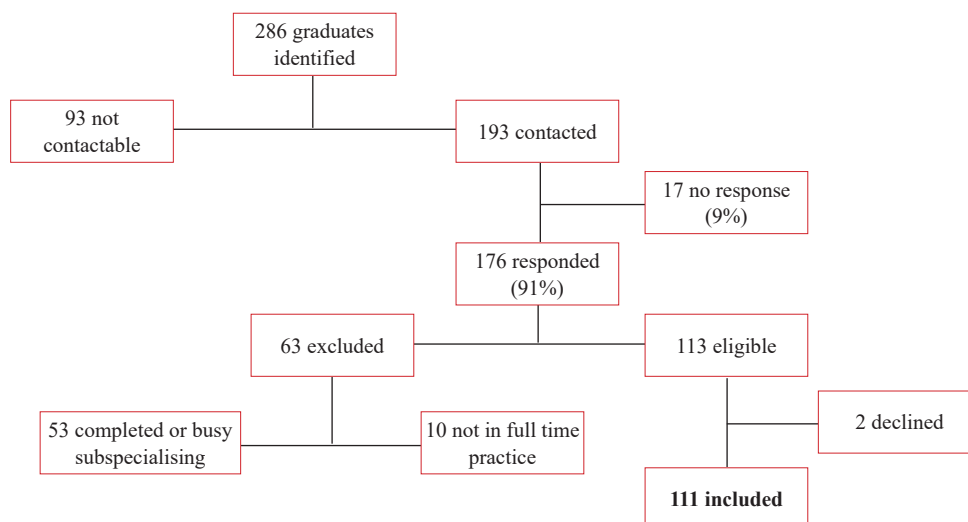 286 graduates
identified
93 not
contactable
193 contacted
17 no response
(9%)
176 responded
(91%)
63 excluded
113 eligible
53 completed or busy
subspecialising
10 not in full time
practice
2 declined
111 included